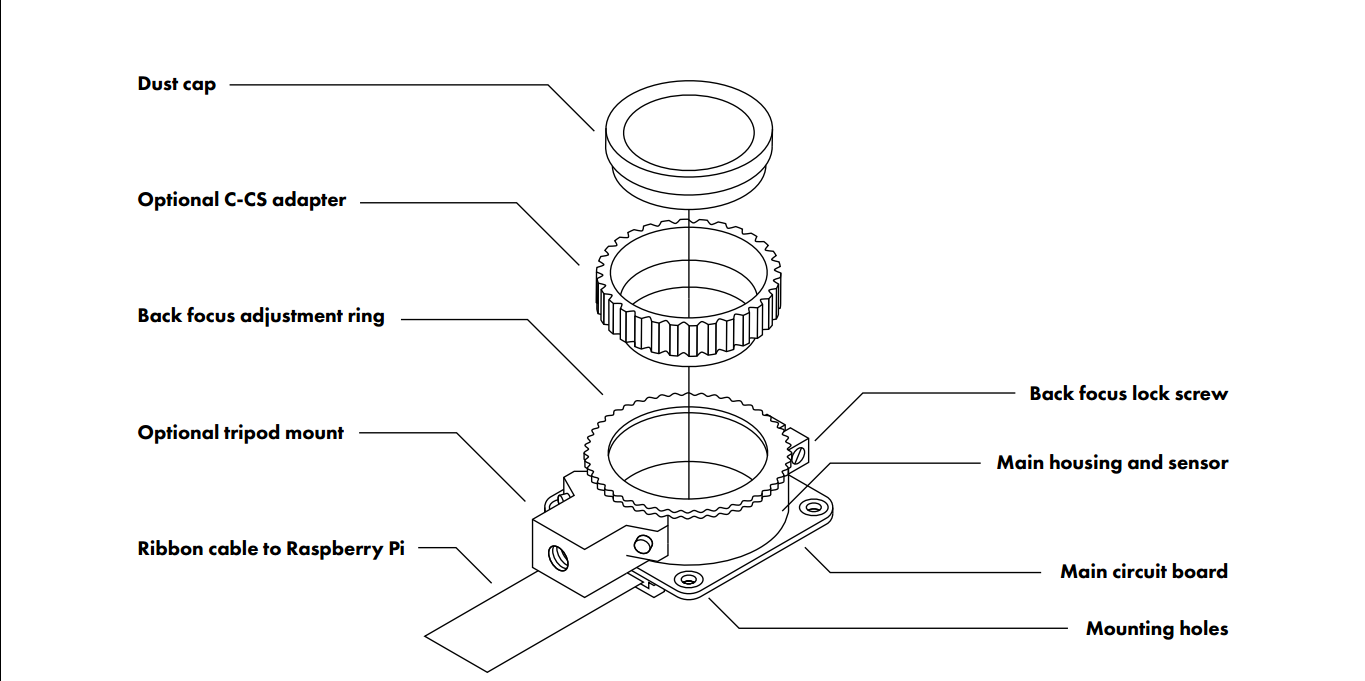 Dust cap
Optional C-CS adapter
Back focus adjustment ring
Back focus lock screw
Optional tripod mount
Main housing and sensor
Ribbon cable to Raspberry Pi
Main circuit board
Mounting holes